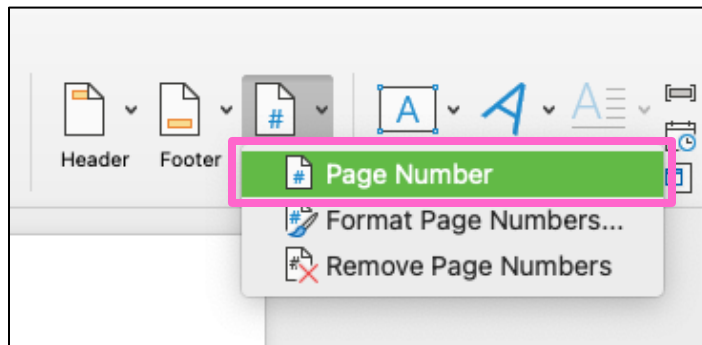 #
A
A
A
Header
Footer
# Page Number
# Format Page Numbers...
# Remove Page Numbers